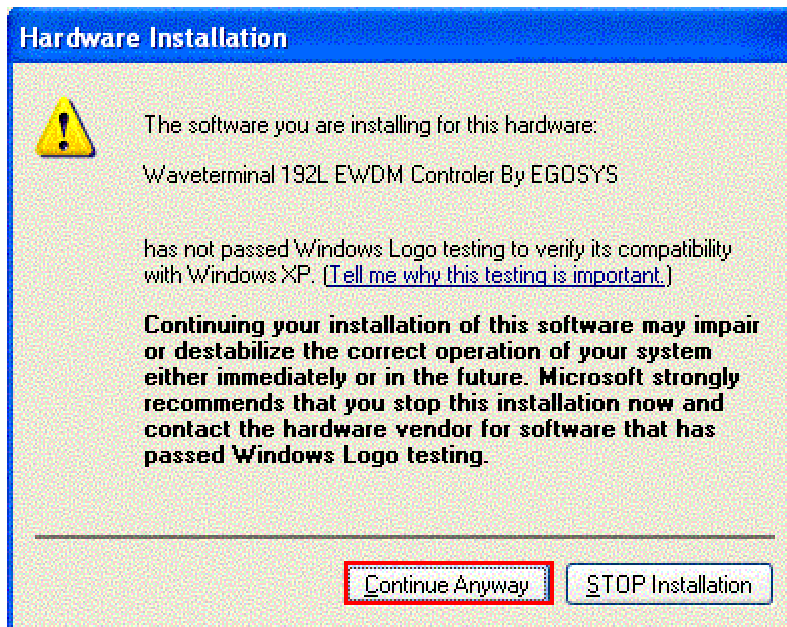 Hardware Installation
The software you are installing for this hardware:
Waveterminal 192L EWDM Controler By EGOSYS
has not passed Windows Logo testing to verify its compatibility
with Windows XP. (Tell me why this testing is important.)
Continuing your installation of this software may impair
or destabilize the correct operation of your system
either immediately or in the future. Microsoft strongly
recommends that you stop this installation now and
contact the hardware vendor for software that has
passed Windows Logo testing.
Continue Anyway
STOP Installation